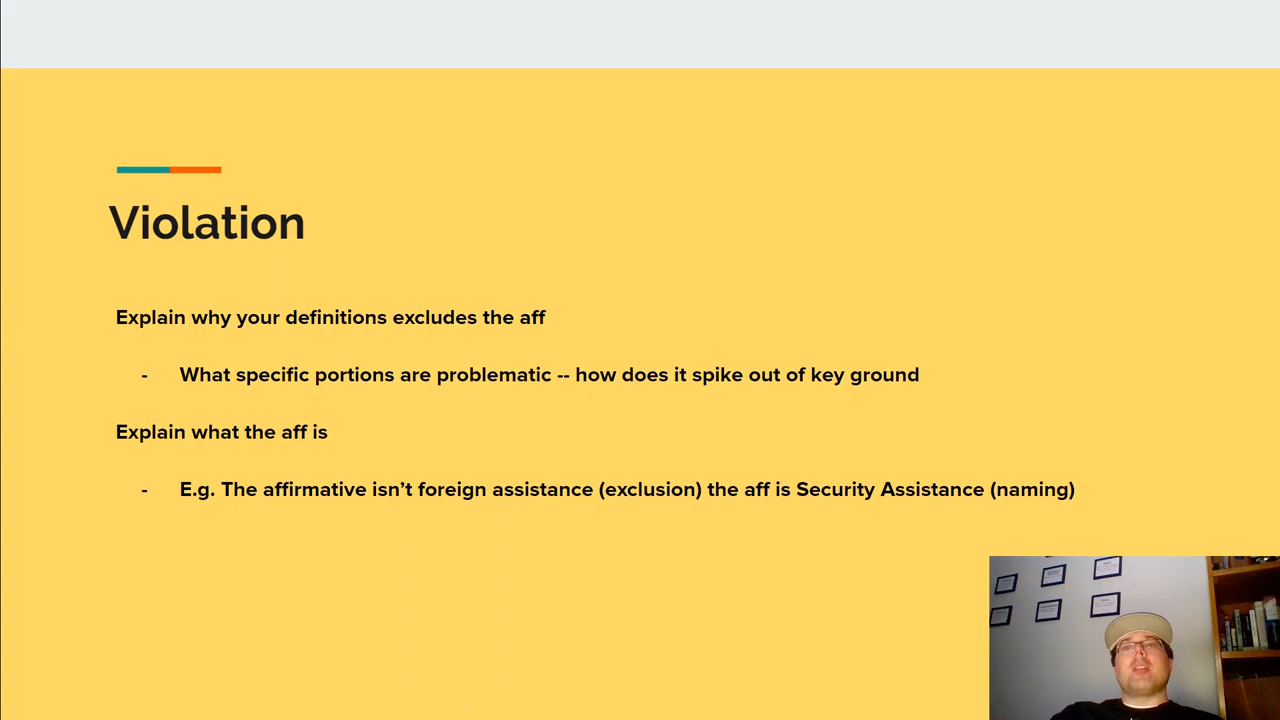 Violation
Explain why your definitions excludes the aff
- What specific portions are problematic -- how does it spike out of key ground
Explain what the aff is
- E.g. The affirmative isn’t foreign assistance (exclusion) the aff is Security Assistance (naming)